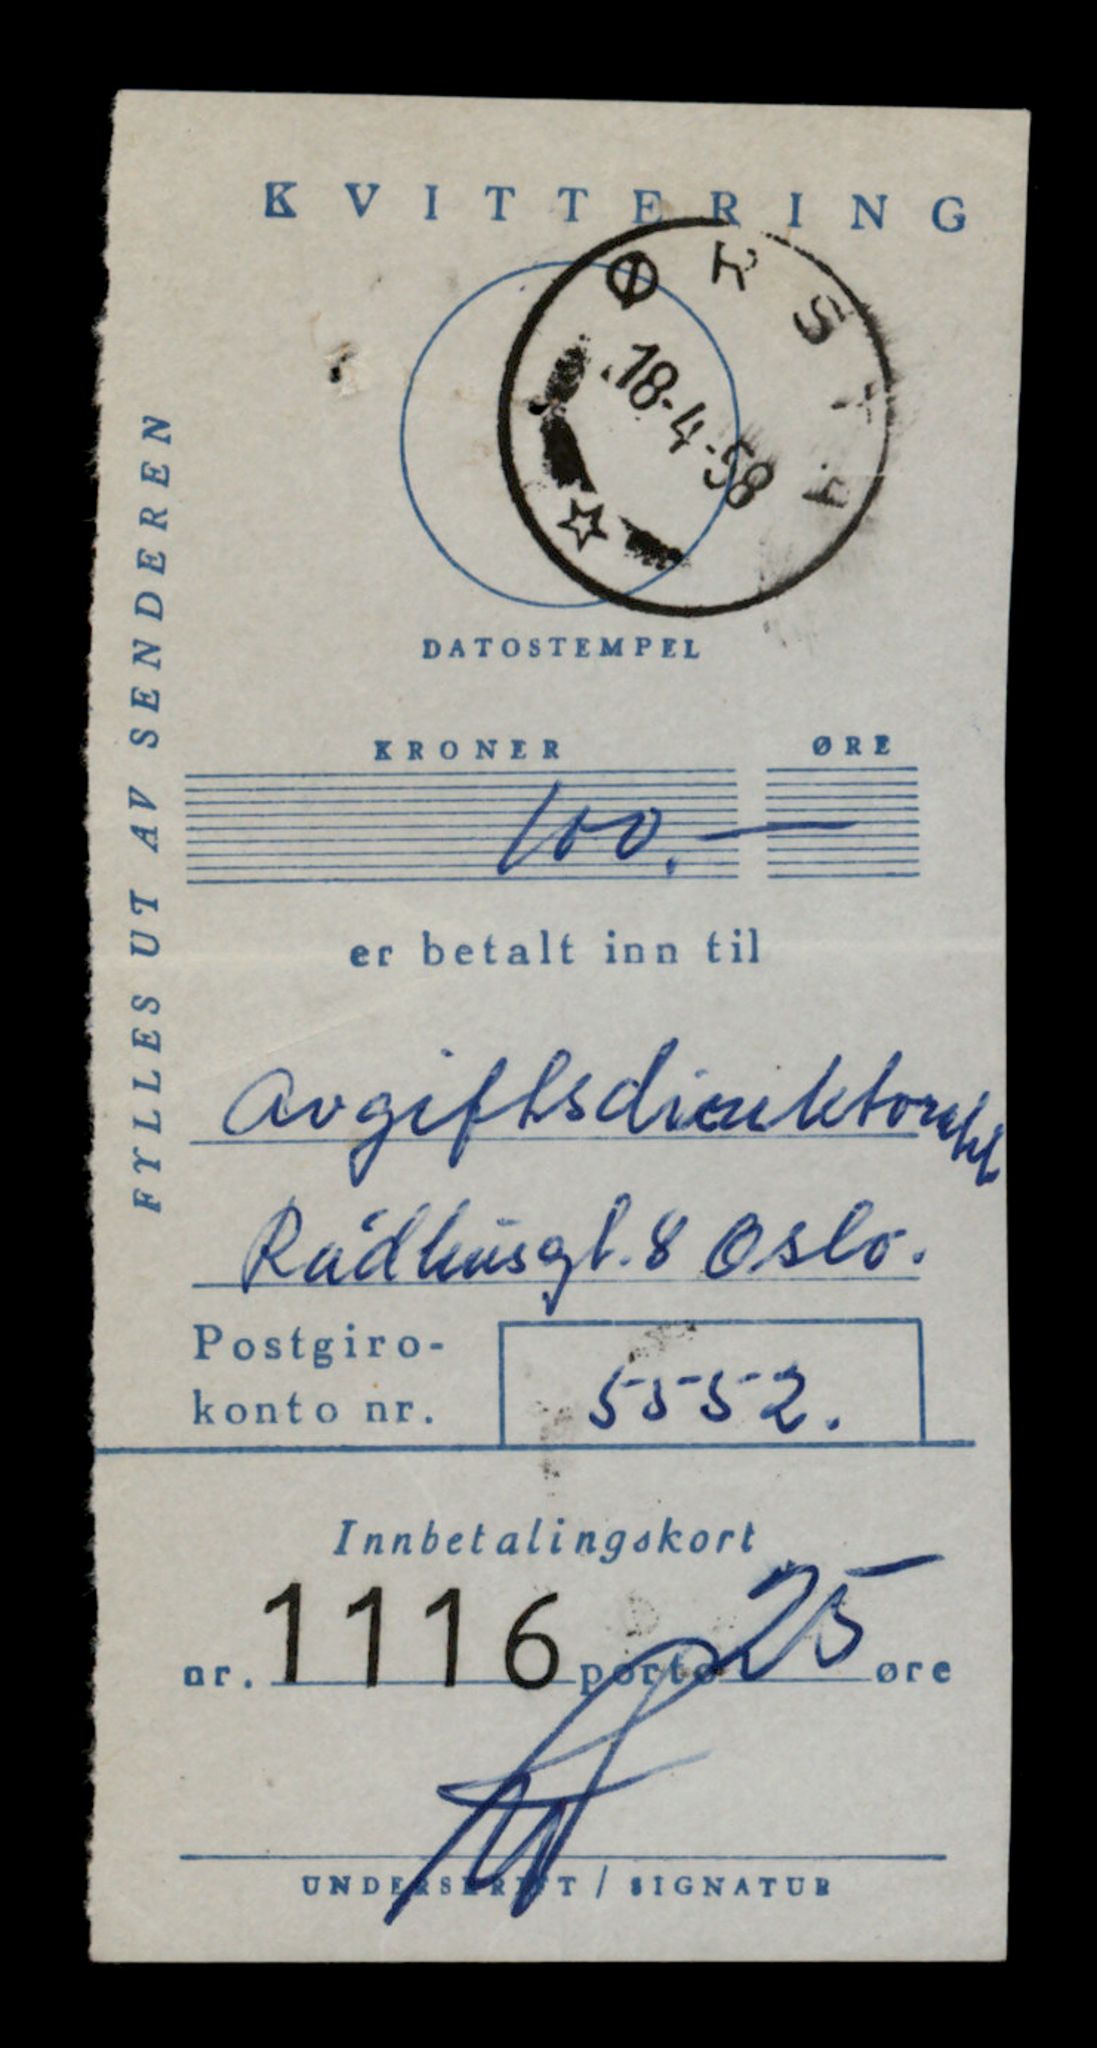 KVITTERING
ØRSTA
18-4-58
DATOSTEMPEL
FYLLES UT AV SENDEREN
KRONER ØRE
100.—
er betalt inn til
Avgiftsdirektoratet
Rådhusgt. 8 Oslo.
Postgiro-
konto nr. 5552.
Innbetalingskort
nr. 1116 porto 25 øre
UNDERSKRIFT / SIGNATUR